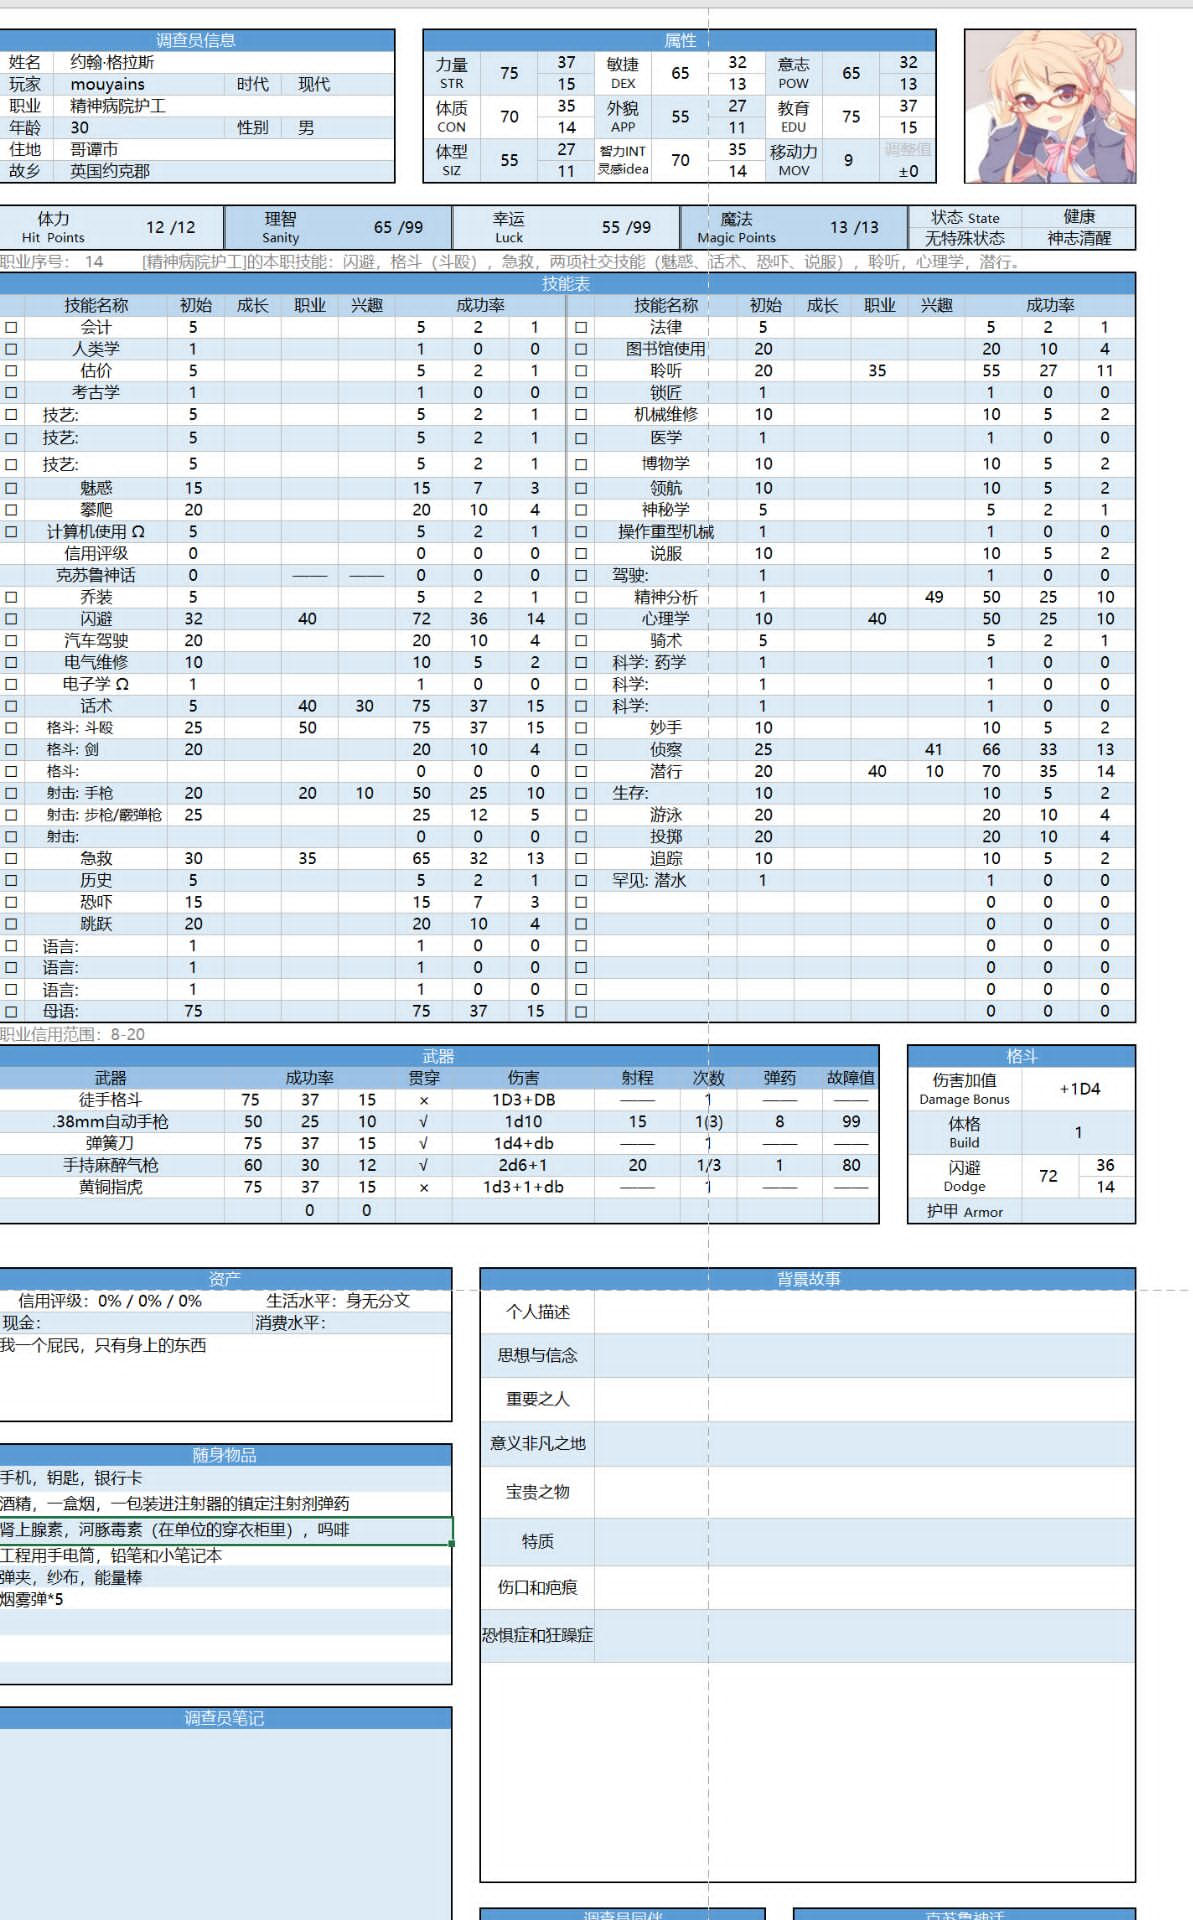 调查员信息
姓名 约翰·格拉斯
玩家 mouyains 时代 现代
职业 精神病院护工
年龄 30 性别 男
住地 哥谭市
故乡 英国约克郡
属性
力量 STR 75 37 15 敏捷 DEX 65 32 13 意志 POW 65 32 13
体质 CON 70 35 14 外貌 APP 55 27 11 教育 EDU 75 37 15
体型 SIZ 55 27 11 智力INT 灵感idea 70 35 14 移动力 MOV 9 调整值 ±0
体力 Hit Points 12 /12 理智 Sanity 65 /99 幸运 Luck 55 /99 魔法 Magic Points 13 /13 状态 State 健康
无特殊状态 神志清醒
职业序号： 14 [精神病院护工]的本职技能：闪避，格斗（斗殴），急救，两项社交技能（魅惑、话术、恐吓、说服），聆听，心理学，潜行。
技能表
技能名称 初始 成长 职业 兴趣 成功率 技能名称 初始 成长 职业 兴趣 成功率
☐ 会计 5 5 2 1 ☐ 法律 5 5 2 1
☐ 人类学 1 1 0 0 ☐ 图书馆使用 20 20 10 4
☐ 估价 5 5 2 1 ☐ 聆听 20 35 55 27 11
☐ 考古学 1 1 0 0 ☐ 锁匠 1 1 0 0
☐ 技艺: 5 5 2 1 ☐ 机械维修 10 10 5 2
☐ 技艺: 5 5 2 1 ☐ 医学 1 1 0 0
☐ 技艺: 5 5 2 1 ☐ 博物学 10 10 5 2
☐ 魅惑 15 15 7 3 ☐ 领航 10 10 5 2
☐ 攀爬 20 20 10 4 ☐ 神秘学 5 5 2 1
☐ 计算机使用 Ω 5 5 2 1 ☐ 操作重型机械 1 1 0 0
信用评级 0 0 0 0 ☐ 说服 10 10 5 2
克苏鲁神话 0 —— —— 0 0 0 ☐ 驾驶: 1 1 0 0
☐ 乔装 5 5 2 1 ☐ 精神分析 1 49 50 25 10
☐ 闪避 32 40 72 36 14 ☐ 心理学 10 40 50 25 10
☐ 汽车驾驶 20 20 10 4 ☐ 骑术 5 5 2 1
☐ 电气维修 10 10 5 2 ☐ 科学: 药学 1 1 0 0
☐ 电子学 Ω 1 1 0 0 ☐ 科学: 1 1 0 0
☐ 话术 5 40 30 75 37 15 ☐ 科学: 1 1 0 0
☐ 格斗: 斗殴 25 50 75 37 15 ☐ 妙手 10 10 5 2
☐ 格斗: 剑 20 20 10 4 ☐ 侦察 25 41 66 33 13
☐ 格斗: 0 0 0 ☐ 潜行 20 40 10 70 35 14
☐ 射击: 手枪 20 20 10 50 25 10 ☐ 生存: 10 10 5 2
☐ 射击: 步枪/霰弹枪 25 25 12 5 ☐ 游泳 20 20 10 4
☐ 射击: 0 0 0 ☐ 投掷 20 20 10 4
☐ 急救 30 35 65 32 13 ☐ 追踪 10 10 5 2
☐ 历史 5 5 2 1 ☐ 罕见: 潜水 1 1 0 0
☐ 恐吓 15 15 7 3 ☐ 0 0 0
☐ 跳跃 20 20 10 4 ☐ 0 0 0
☐ 语言: 1 1 0 0 ☐ 0 0 0
☐ 语言: 1 1 0 0 ☐ 0 0 0
☐ 语言: 1 1 0 0 ☐ 0 0 0
☐ 母语: 75 75 37 15 ☐ 0 0 0
职业信用范围：8-20
武器
武器 成功率 贯穿 伤害 射程 次数 弹药 故障值
徒手格斗 75 37 15 × 1D3+DB —— 1 —— ——
.38mm自动手枪 50 25 10 √ 1d10 15 1(3) 8 99
弹簧刀 75 37 15 √ 1d4+db —— 1 —— ——
手持麻醉气枪 60 30 12 √ 2d6+1 20 1/3 1 80
黄铜指虎 75 37 15 × 1d3+1+db —— 1 —— ——
0 0
格斗
伤害加值 Damage Bonus +1D4
体格 Build 1
闪避 Dodge 72 36 14
护甲 Armor
资产
信用评级：0% / 0% / 0% 生活水平：身无分文
现金： 消费水平：
我一个屁民，只有身上的东西
随身物品
手机，钥匙，银行卡
酒精，一盒烟，一包装进注射器的镇定注射剂弹药
肾上腺素，河豚毒素（在单位的穿衣柜里），吗啡
工程用手电筒，铅笔和小笔记本
弹夹，纱布，能量棒
烟雾弹*5
调查员笔记
背景故事
个人描述
思想与信念
重要之人
意义非凡之地
宝贵之物
特质
伤口和疤痕
恐惧症和狂躁症
调查员同伴
克苏鲁神话